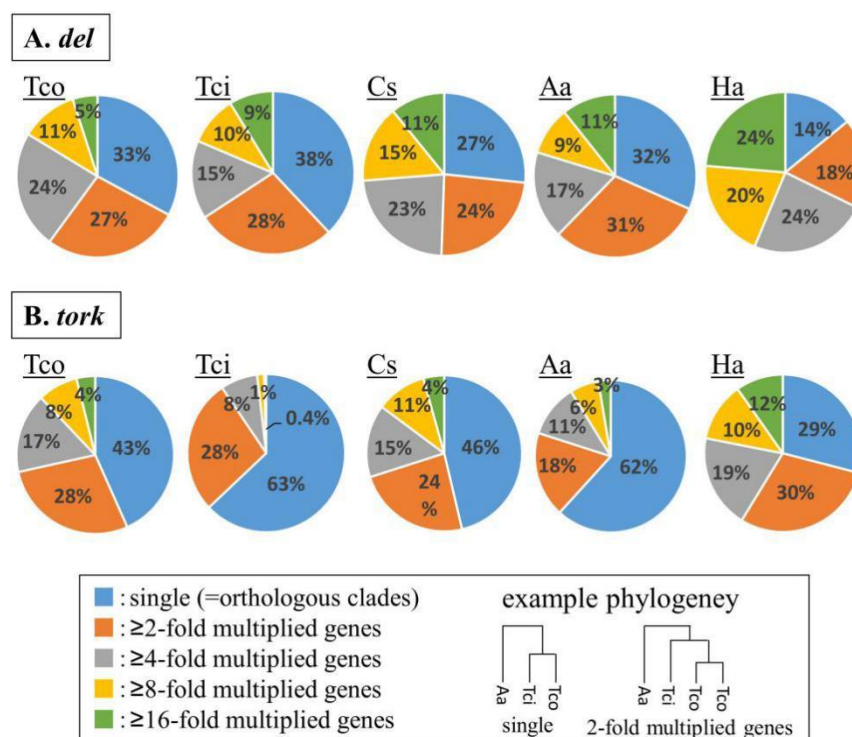 A. del
Tco Tci Cs Aa Ha
5% 11% 33% 24% 27%
9% 10% 38% 15% 28%
11% 15% 27% 23% 24%
11% 9% 32% 17% 31%
24% 14% 18% 20% 24%
B. tork
Tco Tci Cs Aa Ha
4% 8% 17% 43% 28%
1% 8% 0.4% 28% 63%
4% 11% 15% 46% 24
%
3% 6% 11% 18% 62%
12% 10% 29% 19% 30%
: single (=orthologous clades)
: ≥2-fold multiplied genes
: ≥4-fold multiplied genes
: ≥8-fold multiplied genes
: ≥16-fold multiplied genes
example phylogeney
Aa Tci Tco
single
Aa Tci Tco Tco
2-fold multiplied genes